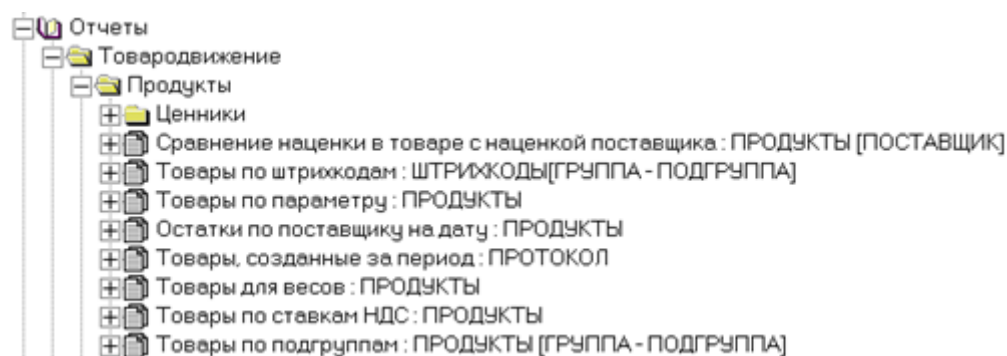 Отчеты
Товародвижение
Продукты
Ценники
Сравнение наценки в товаре с наценкой поставщика : ПРОДУКТЫ [ПОСТАВЩИК]
Товары по штрихкодам : ШТРИХКОДЫ[ГРУППА - ПОДГРУППА]
Товары по параметру : ПРОДУКТЫ
Остатки по поставщику на дату : ПРОДУКТЫ
Товары, созданные за период : ПРОТОКОЛ
Товары для весов : ПРОДУКТЫ
Товары по ставкам НДС : ПРОДУКТЫ
Товары по подгруппам : ПРОДУКТЫ [ГРУППА - ПОДГРУППА]